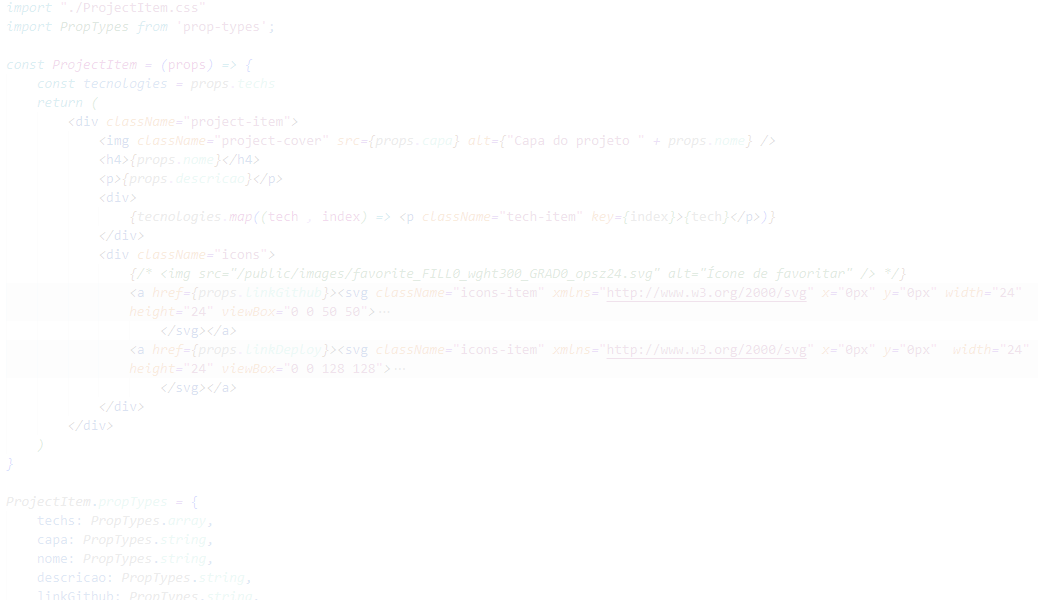 import "./ProjectItem.css"
import PropTypes from 'prop-types';
const ProjectItem = (props) => {
const tecnologies = props.techs
return (
<div className="project-item">
<img className="project-cover" src={props.capa} alt={"Capa do projeto " + props.nome} />
<h4>{props.nome}</h4>
<p>{props.descricao}</p>
<div>
{tecnologies.map((tech , index) => <p className="tech-item" key={index}>{tech}</p>)}
</div>
<div className="icons">
{/* <img src="/public/images/favorite_FILL0_wght300_GRAD0_opsz24.svg" alt="Ícone de favoritar" /> */}
<a href={props.linkGithub}><svg className="icons-item" xmlns="http://www.w3.org/2000/svg" x="0px" y="0px" width="24"
height="24" viewBox="0 0 50 50">···
</svg></a>
<a href={props.linkDeploy}><svg className="icons-item" xmlns="http://www.w3.org/2000/svg" x="0px" y="0px"  width="24"
height="24" viewBox="0 0 128 128">···
</svg></a>
</div>
</div>
)
}
ProjectItem.propTypes = {
techs: PropTypes.array,
capa: PropTypes.string,
nome: PropTypes.string,
descricao: PropTypes.string,
linkGithub: PropTypes.string,